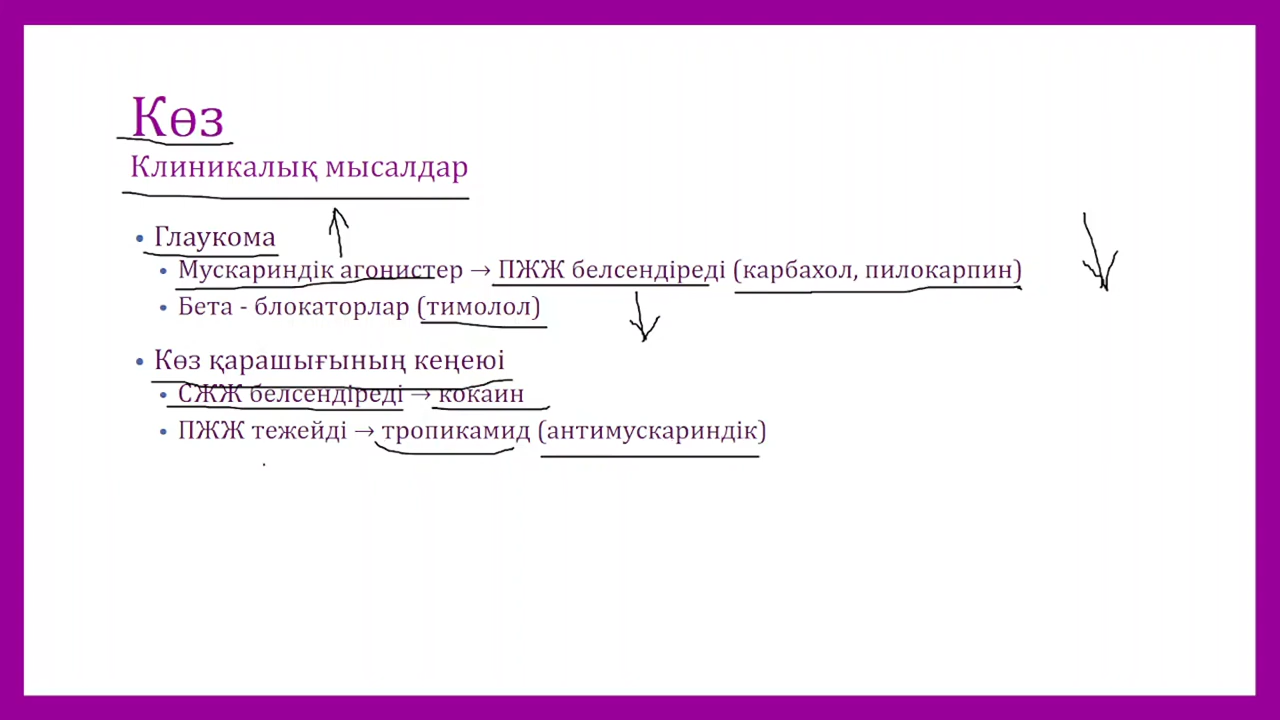 Көз
Клиникалық мысалдар
• Глаукома
• Мускариндік агонистер → ПЖЖ белсендіреді (карбахол, пилокарпин)
• Бета - блокаторлар (тимолол)
• Көз қарашығының кеңеюі
• СЖЖ белсендіреді → кокаин
• ПЖЖ тежейді → тропикамид (антимускариндік)